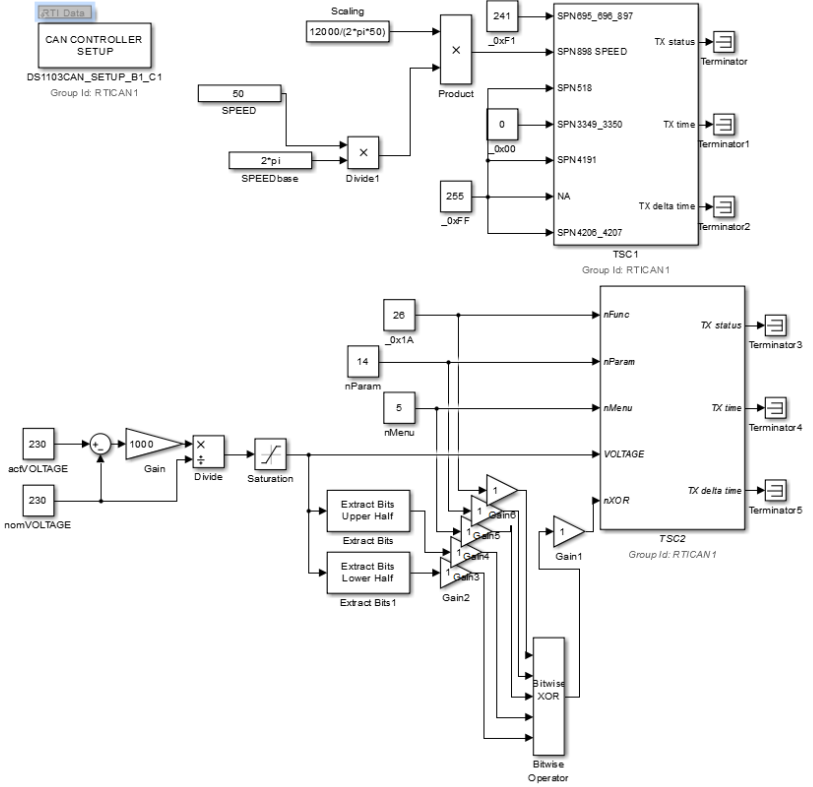 RTI Data
CAN CONTROLLER
SETUP
DS1103CAN_SETUP_B1_C1
Group Id: RTICAN1
Scaling
12000/(2*pi*50)
×
Product
50
SPEED
2*pi
SPEEDbase
×
Divide1
241
_0xF1
0
_0x00
255
_0xFF
SPN695_696_897
SPN898 SPEED
SPN518
SPN3349_3350
SPN4191
NA
SPN4206_4207
TX status
TX time
TX delta time
TSC1
Group Id: RTICAN1
Terminator
Terminator1
Terminator2
26
_0x1A
14
nParam
5
nMenu
nFunc
nParam
nMenu
VOLTAGE
nXOR
TX status
TX time
TX delta time
TSC2
Group Id: RTICAN1
Terminator3
Terminator4
Terminator5
230
actVOLTAGE
230
nomVOLTAGE
+
−
1000
Gain
×
÷
Divide
Saturation
Extract Bits
Upper Half
Extract Bits
Extract Bits
Lower Half
Extract Bits1
1
Gain6
1
Gain5
1
Gain4
1
Gain3
1
Gain2
1
Gain1
Bitwise
XOR
Bitwise
Operator